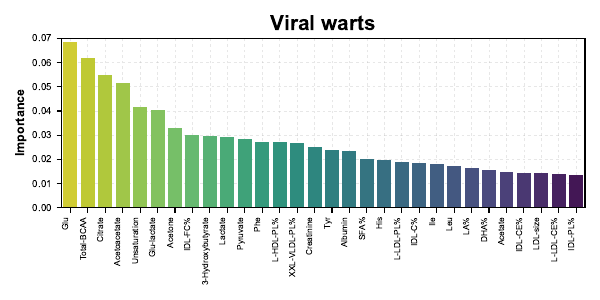 Viral warts
Importance
0.07
0.06
0.05
0.04
0.03
0.02
0.01
0.00
Glu
Total-BCAA
Citrate
Acetoacetate
Unsaturation
Glu-lactate
Acetone
IDL-FC%
3-Hydroxybutyrate
Lactate
Pyruvate
Phe
L-HDL-PL%
XXL-VLDL-PL%
Creatinine
Tyr
Albumin
SFA%
His
L-LDL-PL%
IDL-C%
Ile
Leu
LA%
DHA%
Acetate
IDL-CE%
LDL-size
L-LDL-CE%
IDL-PL%